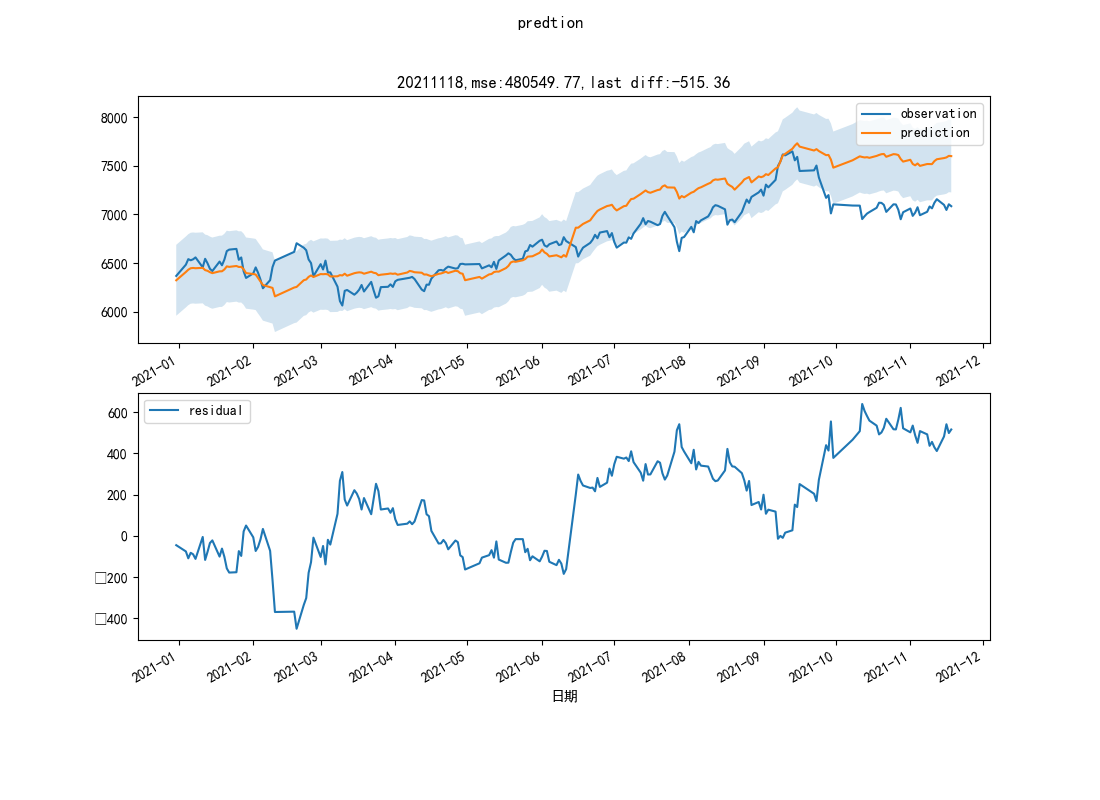 predtion
20211118,mse:480549.77,last diff:-515.36
8000
7500
7000
6500
6000
observation
prediction
2021-01 2021-02 2021-03 2021-04 2021-05 2021-06 2021-07 2021-08 2021-09 2021-10 2021-11 2021-12
600
400
200
0
□200
□400
residual
2021-01 2021-02 2021-03 2021-04 2021-05 2021-06 2021-07 2021-08 2021-09 2021-10 2021-11 2021-12
日期